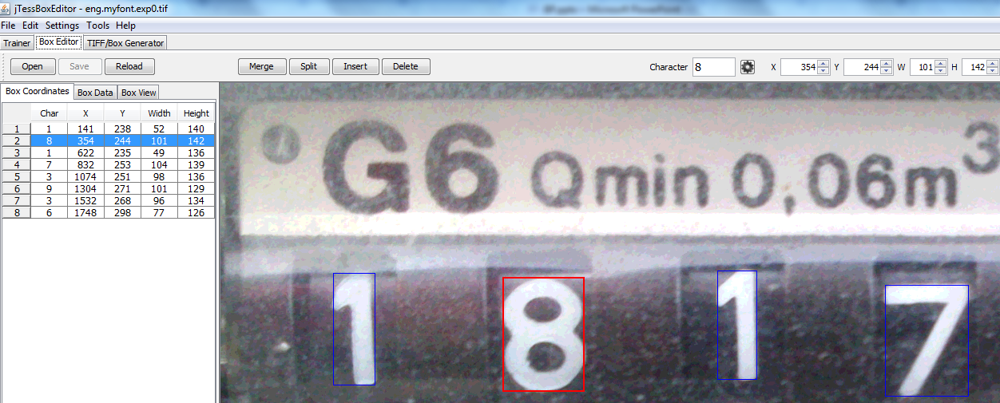 jTessBoxEditor - eng.myfont.exp0.tif
File Edit Settings Tools Help
Trainer Box Editor TIFF/Box Generator
Open Save Reload Merge Split Insert Delete Character 8 X 354 Y 244 W 101 H 142
Box Coordinates Box Data Box View
Char X Y Width Height
1 1 141 238 52 140
2 8 354 244 101 142
3 1 622 235 49 136
4 7 832 253 104 139
5 3 1074 251 98 136
6 9 1304 271 101 129
7 3 1532 268 96 134
8 6 1748 298 77 126
G6 Qmin 0,06m3
1 8 1 7